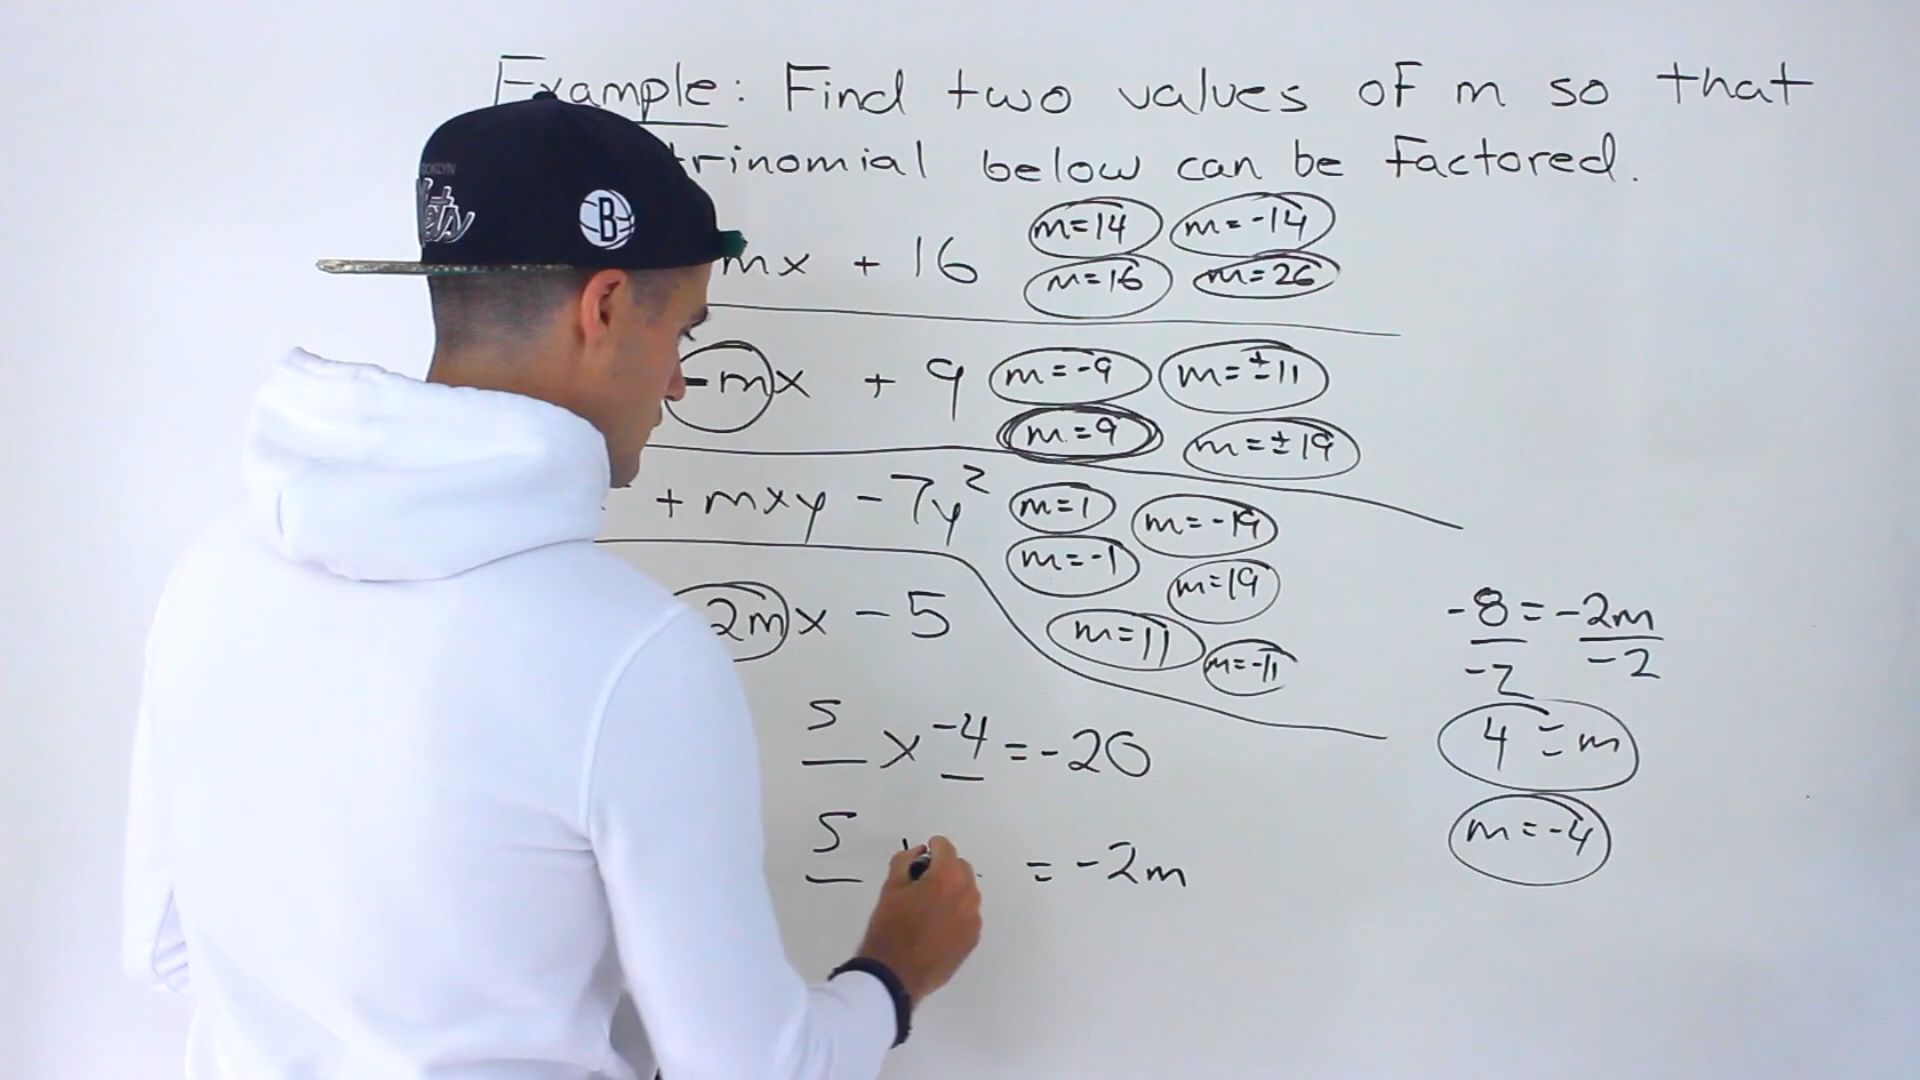 Example: Find two values of m so that
trinomial below can be factored.
mx + 16 m=14 m=-14
m=16 m=26
-mx + 9 m=-9 m=±11
m=9 m=±19
+ mxy - 7y² m=1 m=-19
m=-1 m=19
2m x - 5 m=11 m=-11
-8 = -2m
-2 -2
4 = m
m=-4
5 x -4 = -20
5 = -2m
Nets
B